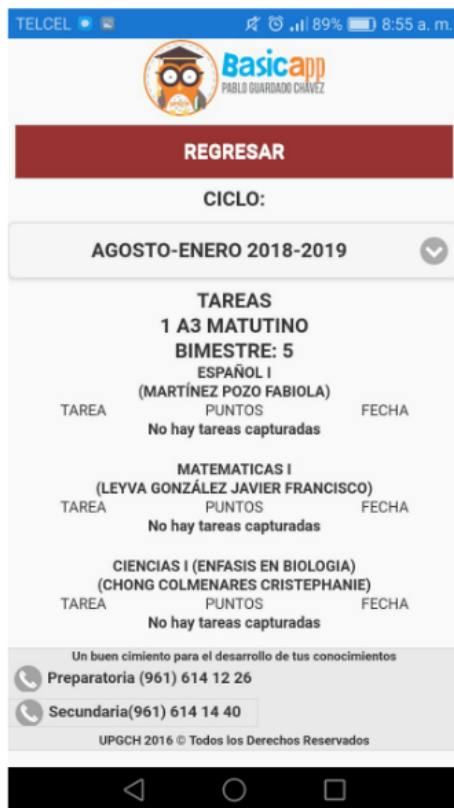 TELCEL 89% 8:55 a. m.
Basicapp
PABLO GUARDADO CHÁVEZ
REGRESAR
CICLO:
AGOSTO-ENERO 2018-2019
TAREAS
1 A3 MATUTINO
BIMESTRE: 5
ESPAÑOL I
(MARTÍNEZ POZO FABIOLA)
TAREA PUNTOS FECHA
No hay tareas capturadas
MATEMATICAS I
(LEYVA GONZÁLEZ JAVIER FRANCISCO)
TAREA PUNTOS FECHA
No hay tareas capturadas
CIENCIAS I (ENFASIS EN BIOLOGIA)
(CHONG COLMENARES CRISTEPHANIE)
TAREA PUNTOS FECHA
No hay tareas capturadas
Un buen cimiento para el desarrollo de tus conocimientos
Preparatoria (961) 614 12 26
Secundaria(961) 614 14 40
UPGCH 2016 © Todos los Derechos Reservados